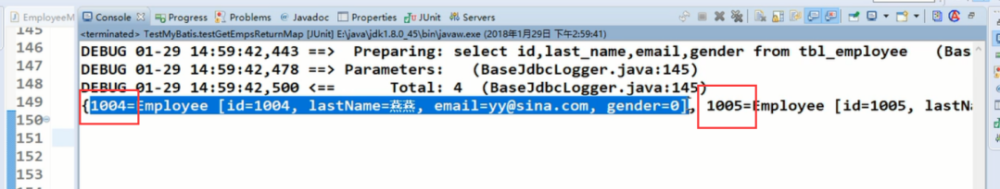 EmployeeM
Console Progress Problems Javadoc Properties JUnit Servers
<terminated> TestMyBatis.testGetEmpsReturnMap [JUnit] E:\java\jdk1.8.0_45\bin\javaw.exe (2018年1月29日 下午2:59:41)
145
146 DEBUG 01-29 14:59:42,443 ==>  Preparing: select id,last_name,email,gender from tbl_employee   (Bas
147 DEBUG 01-29 14:59:42,478 ==> Parameters:   (BaseJdbcLogger.java:145)
148 DEBUG 01-29 14:59:42,500 <==      Total: 4  (BaseJdbcLogger.java:145)
149 {1004=Employee [id=1004, lastName=燕燕, email=yy@sina.com, gender=0], 1005=Employee [id=1005, lastNa
150
151
152
153